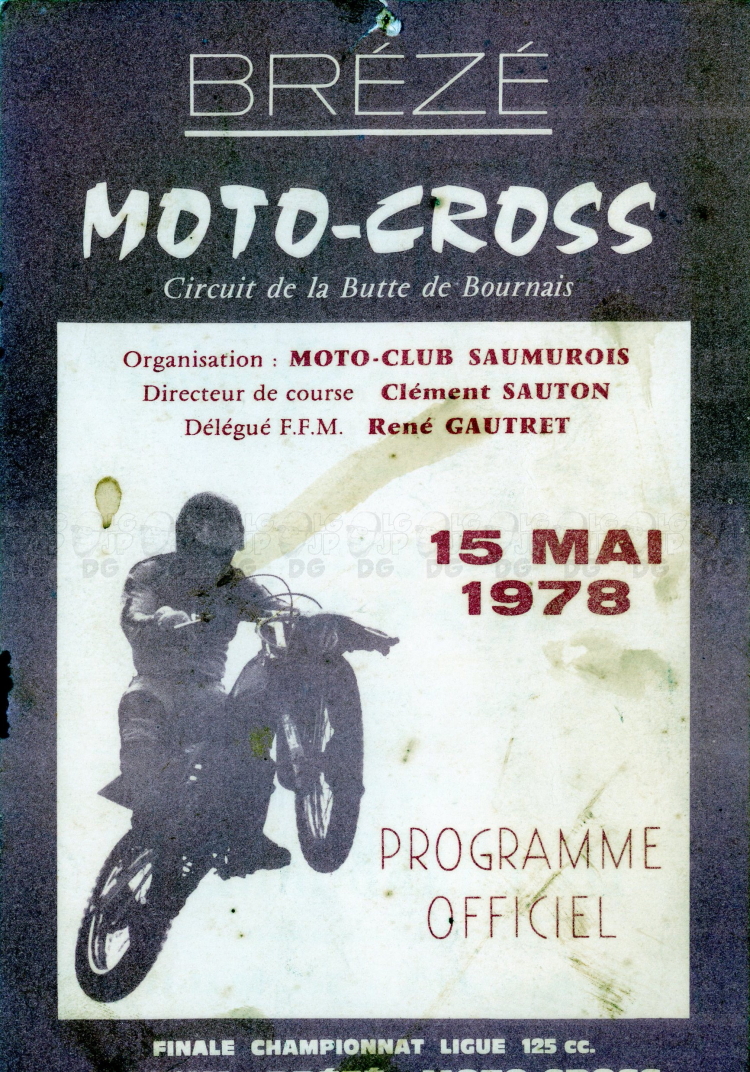 BRÉZÉ
MOTO-CROSS
Circuit de la Butte de Bournais
Organisation : MOTO-CLUB SAUMUROIS
Directeur de course Clément SAUTON
Délégué F.F.M. René GAUTRET
15 MAI
1978
PROGRAMME
OFFICIEL
FINALE CHAMPIONNAT LIGUE 125 CC.